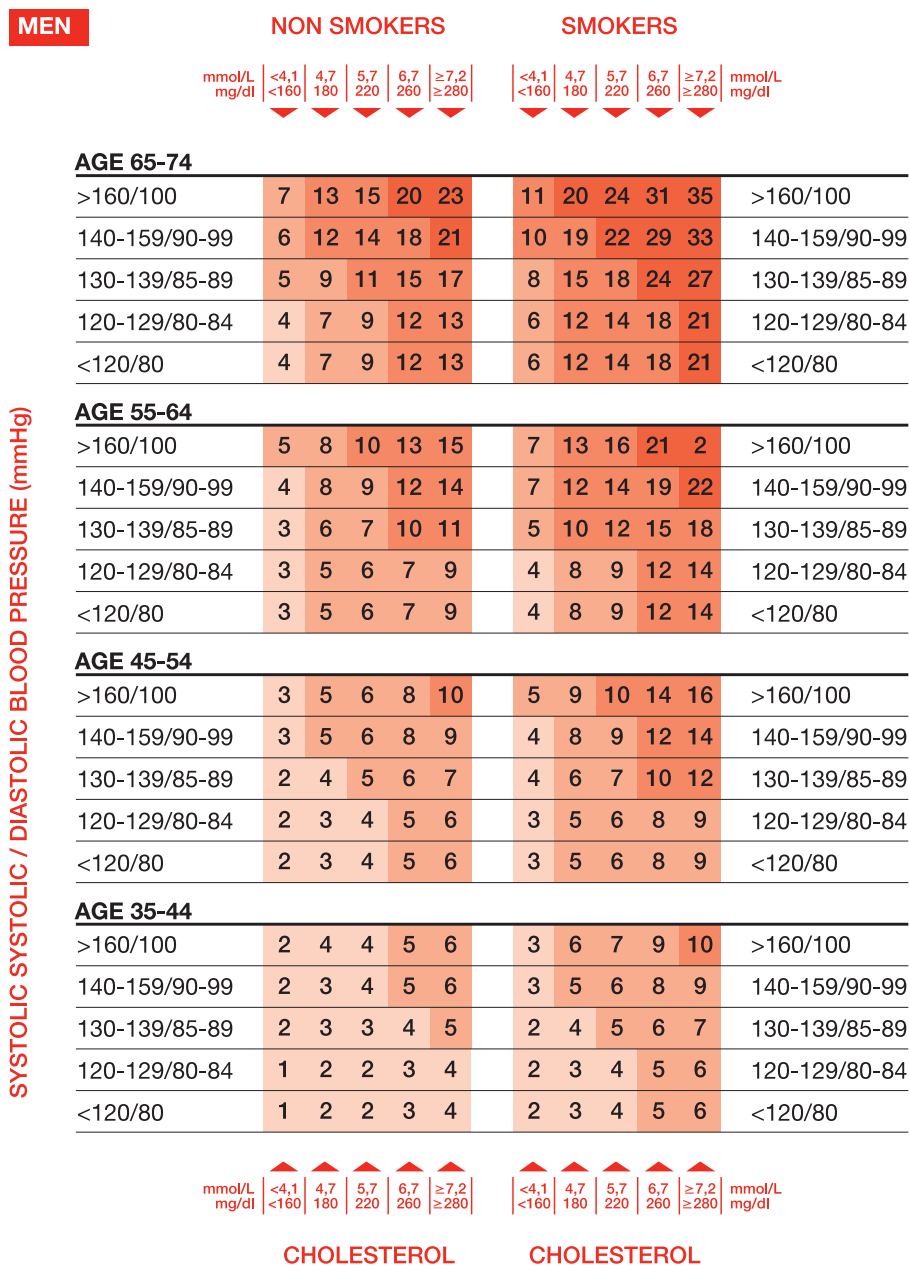 MEN
NON SMOKERS SMOKERS
mmol/L <4,1 4,7 5,7 6,7 ≥7,2 <4,1 4,7 5,7 6,7 ≥7,2 mmol/L
mg/dl <160 180 220 260 ≥280 <160 180 220 260 ≥280 mg/dl
SYSTOLIC SYSTOLIC / DIASTOLIC BLOOD PRESSURE (mmHg)
AGE 65-74
>160/100 7 13 15 20 23 11 20 24 31 35 >160/100
140-159/90-99 6 12 14 18 21 10 19 22 29 33 140-159/90-99
130-139/85-89 5 9 11 15 17 8 15 18 24 27 130-139/85-89
120-129/80-84 4 7 9 12 13 6 12 14 18 21 120-129/80-84
<120/80 4 7 9 12 13 6 12 14 18 21 <120/80
AGE 55-64
>160/100 5 8 10 13 15 7 13 16 21 2 >160/100
140-159/90-99 4 8 9 12 14 7 12 14 19 22 140-159/90-99
130-139/85-89 3 6 7 10 11 5 10 12 15 18 130-139/85-89
120-129/80-84 3 5 6 7 9 4 8 9 12 14 120-129/80-84
<120/80 3 5 6 7 9 4 8 9 12 14 <120/80
AGE 45-54
>160/100 3 5 6 8 10 5 9 10 14 16 >160/100
140-159/90-99 3 5 6 8 9 4 8 9 12 14 140-159/90-99
130-139/85-89 2 4 5 6 7 4 6 7 10 12 130-139/85-89
120-129/80-84 2 3 4 5 6 3 5 6 8 9 120-129/80-84
<120/80 2 3 4 5 6 3 5 6 8 9 <120/80
AGE 35-44
>160/100 2 4 4 5 6 3 6 7 9 10 >160/100
140-159/90-99 2 3 4 5 6 3 5 6 8 9 140-159/90-99
130-139/85-89 2 3 3 4 5 2 4 5 6 7 130-139/85-89
120-129/80-84 1 2 2 3 4 2 3 4 5 6 120-129/80-84
<120/80 1 2 2 3 4 2 3 4 5 6 <120/80
mmol/L <4,1 4,7 5,7 6,7 ≥7,2 <4,1 4,7 5,7 6,7 ≥7,2 mmol/L
mg/dl <160 180 220 260 ≥280 <160 180 220 260 ≥280 mg/dl
CHOLESTEROL CHOLESTEROL